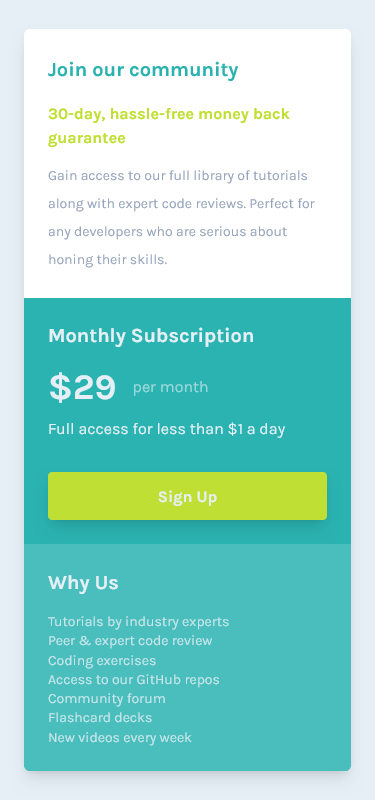 Join our community
30-day, hassle-free money back
guarantee
Gain access to our full library of tutorials
along with expert code reviews. Perfect for
any developers who are serious about
honing their skills.
Monthly Subscription
$29 per month
Full access for less than $1 a day
Sign Up
Why Us
Tutorials by industry experts
Peer & expert code review
Coding exercises
Access to our GitHub repos
Community forum
Flashcard decks
New videos every week